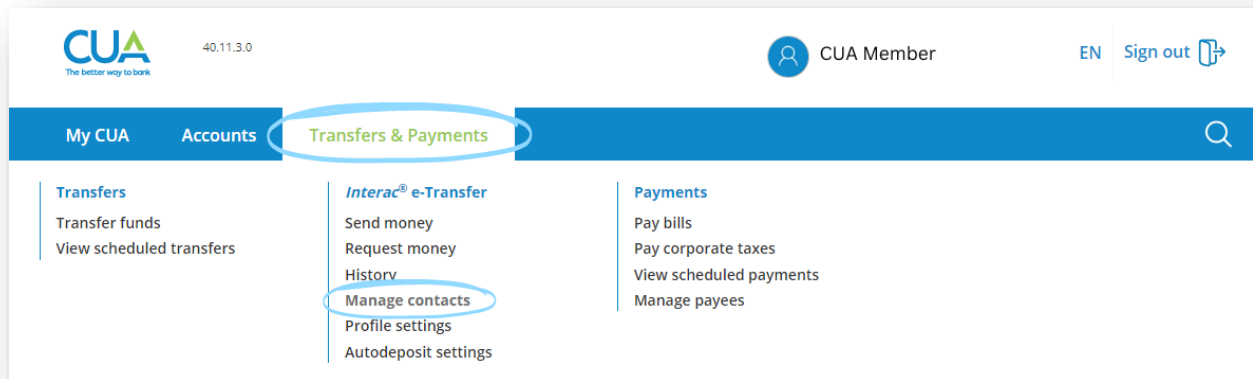 CUA
The better way to bank
40.11.3.0
CUA Member
EN
Sign out
My CUA
Accounts
Transfers & Payments
Transfers
Transfer funds
View scheduled transfers
Interac® e-Transfer
Send money
Request money
History
Manage contacts
Profile settings
Autodeposit settings
Payments
Pay bills
Pay corporate taxes
View scheduled payments
Manage payees